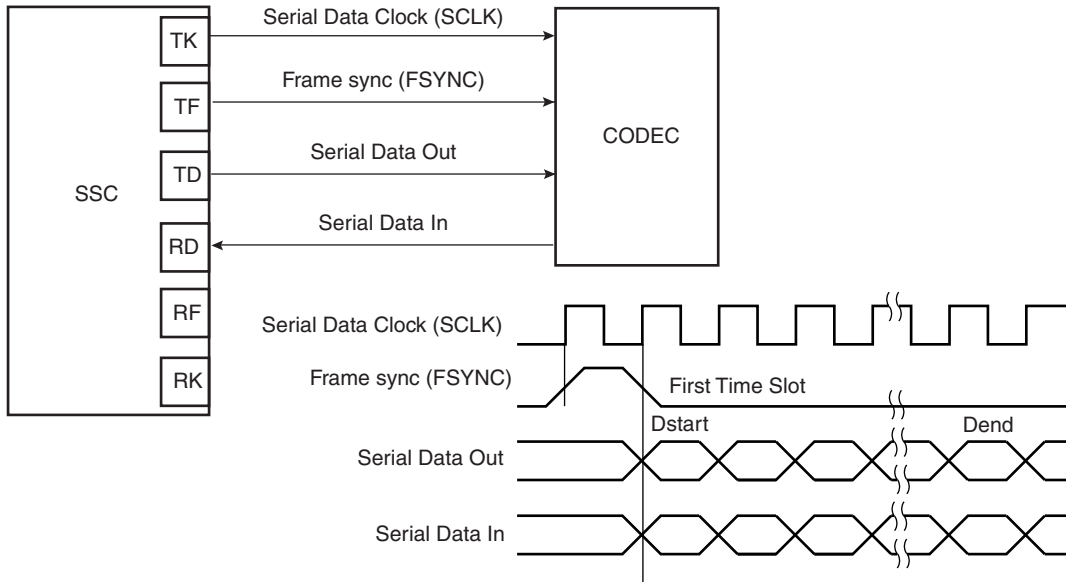 Serial Data Clock (SCLK)
TK
Frame sync (FSYNC)
TF
CODEC
Serial Data Out
TD
SSC
Serial Data In
RD
RF
Serial Data Clock (SCLK)
RK
Frame sync (FSYNC)
First Time Slot
Dstart
Dend
Serial Data Out
Serial Data In